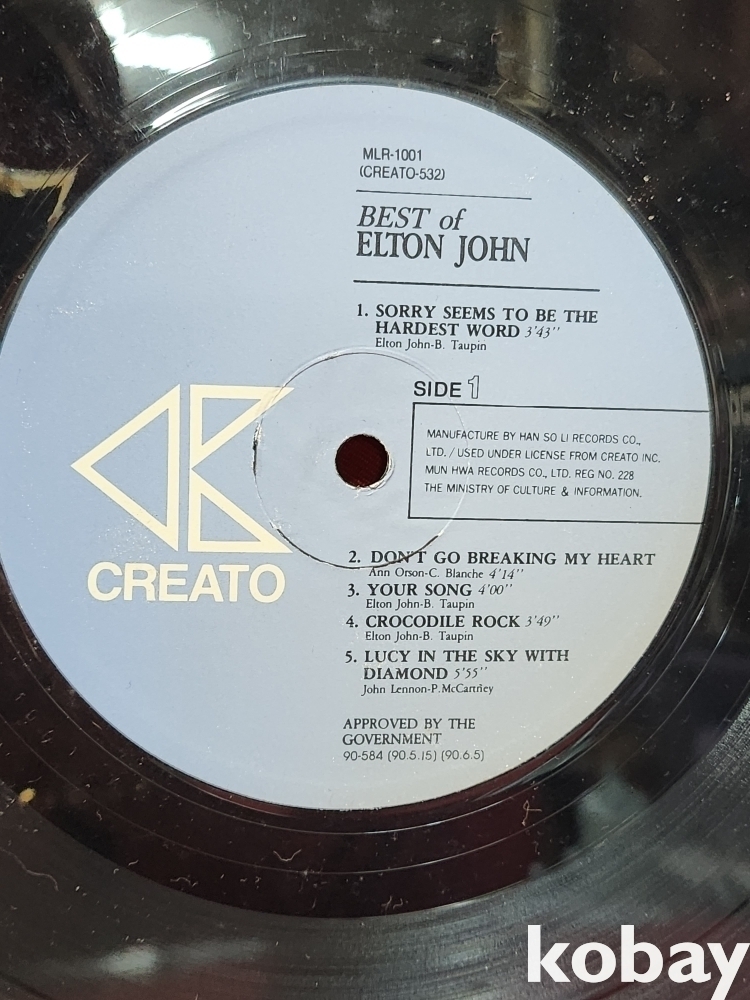 MLR-1001
(CREATO-532)
BEST of
ELTON JOHN
1. SORRY SEEMS TO BE THE
HARDEST WORD 3'43''
Elton John-B. Taupin
SIDE 1
MANUFACTURE BY HAN SO LI RECORDS CO.,
LTD. / USED UNDER LICENSE FROM CREATO INC.
MUN HWA RECORDS CO., LTD. REG NO. 228
THE MINISTRY OF CULTURE & INFORMATION.
CREATO
2. DON'T GO BREAKING MY HEART
Ann Orson-C. Blanche 4'14''
3. YOUR SONG 4'00''
Elton John-B. Taupin
4. CROCODILE ROCK 3'49''
Elton John-B. Taupin
5. LUCY IN THE SKY WITH
DIAMOND 5'55''
John Lennon-P.McCartney
APPROVED BY THE
GOVERNMENT
90-584 (90.5.15) (90.6.5)
kobay